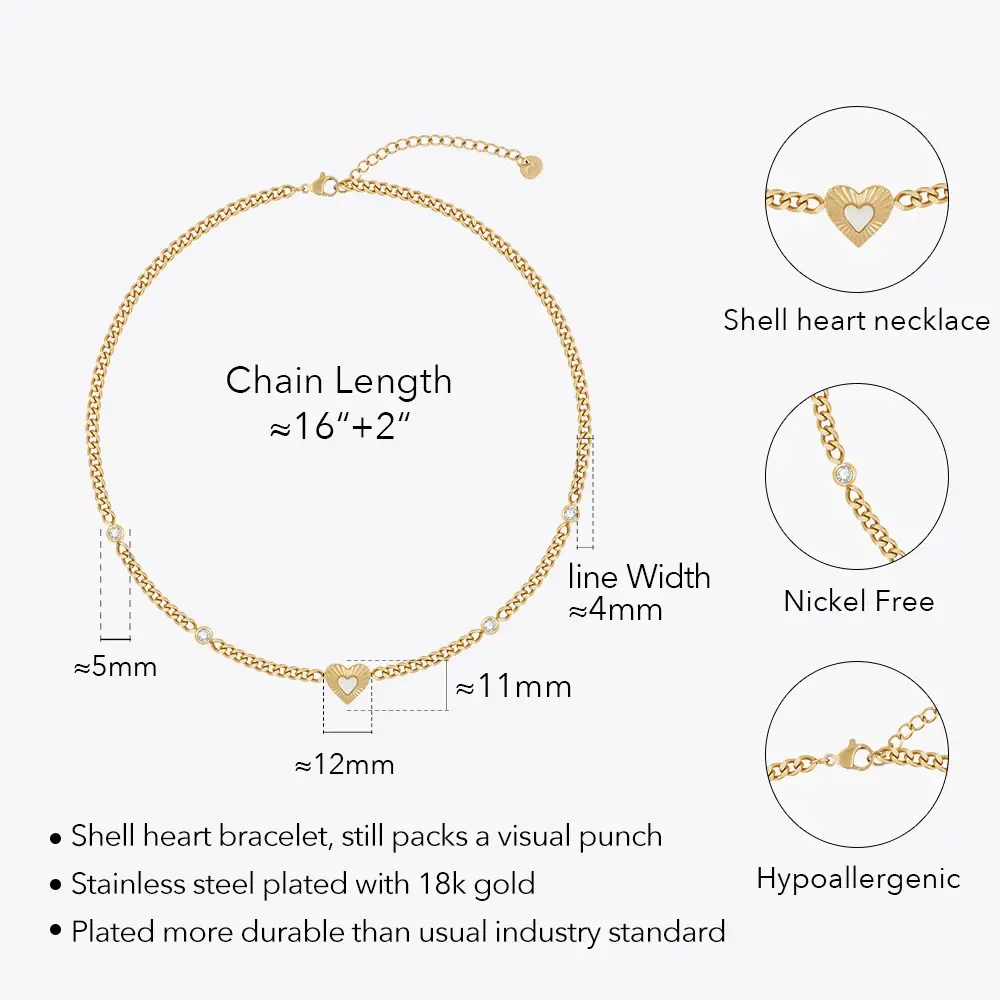 Shell heart necklace
Chain Length
≈16“+2“
line Width
≈4mm
Nickel Free
≈5mm
≈11mm
≈12mm
• Shell heart bracelet, still packs a visual punch
Hypoallergenic
• Stainless steel plated with 18k gold
• Plated more durable than usual industry standard